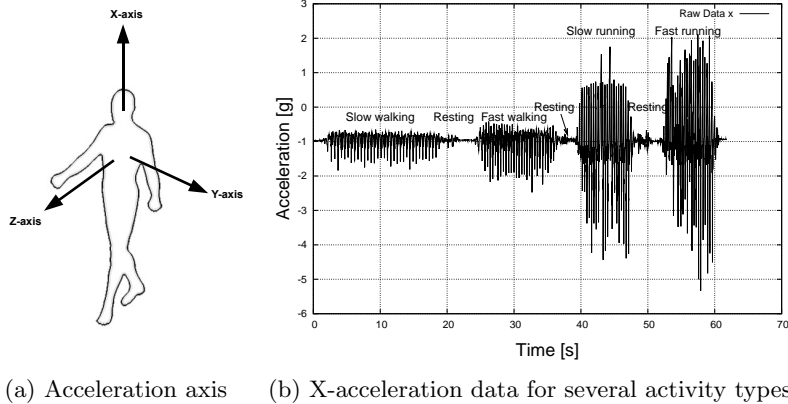 X-axis
Y-axis
Z-axis
(a) Acceleration axis
3
2
1
0
-1
-2
-3
-4
-5
-6
Acceleration [g]
Raw Data x
Slow running
Fast running
Slow walking
Resting
Fast walking
Resting
Resting
0
10
20
30
40
50
60
70
Time [s]
(b) X-acceleration data for several activity types